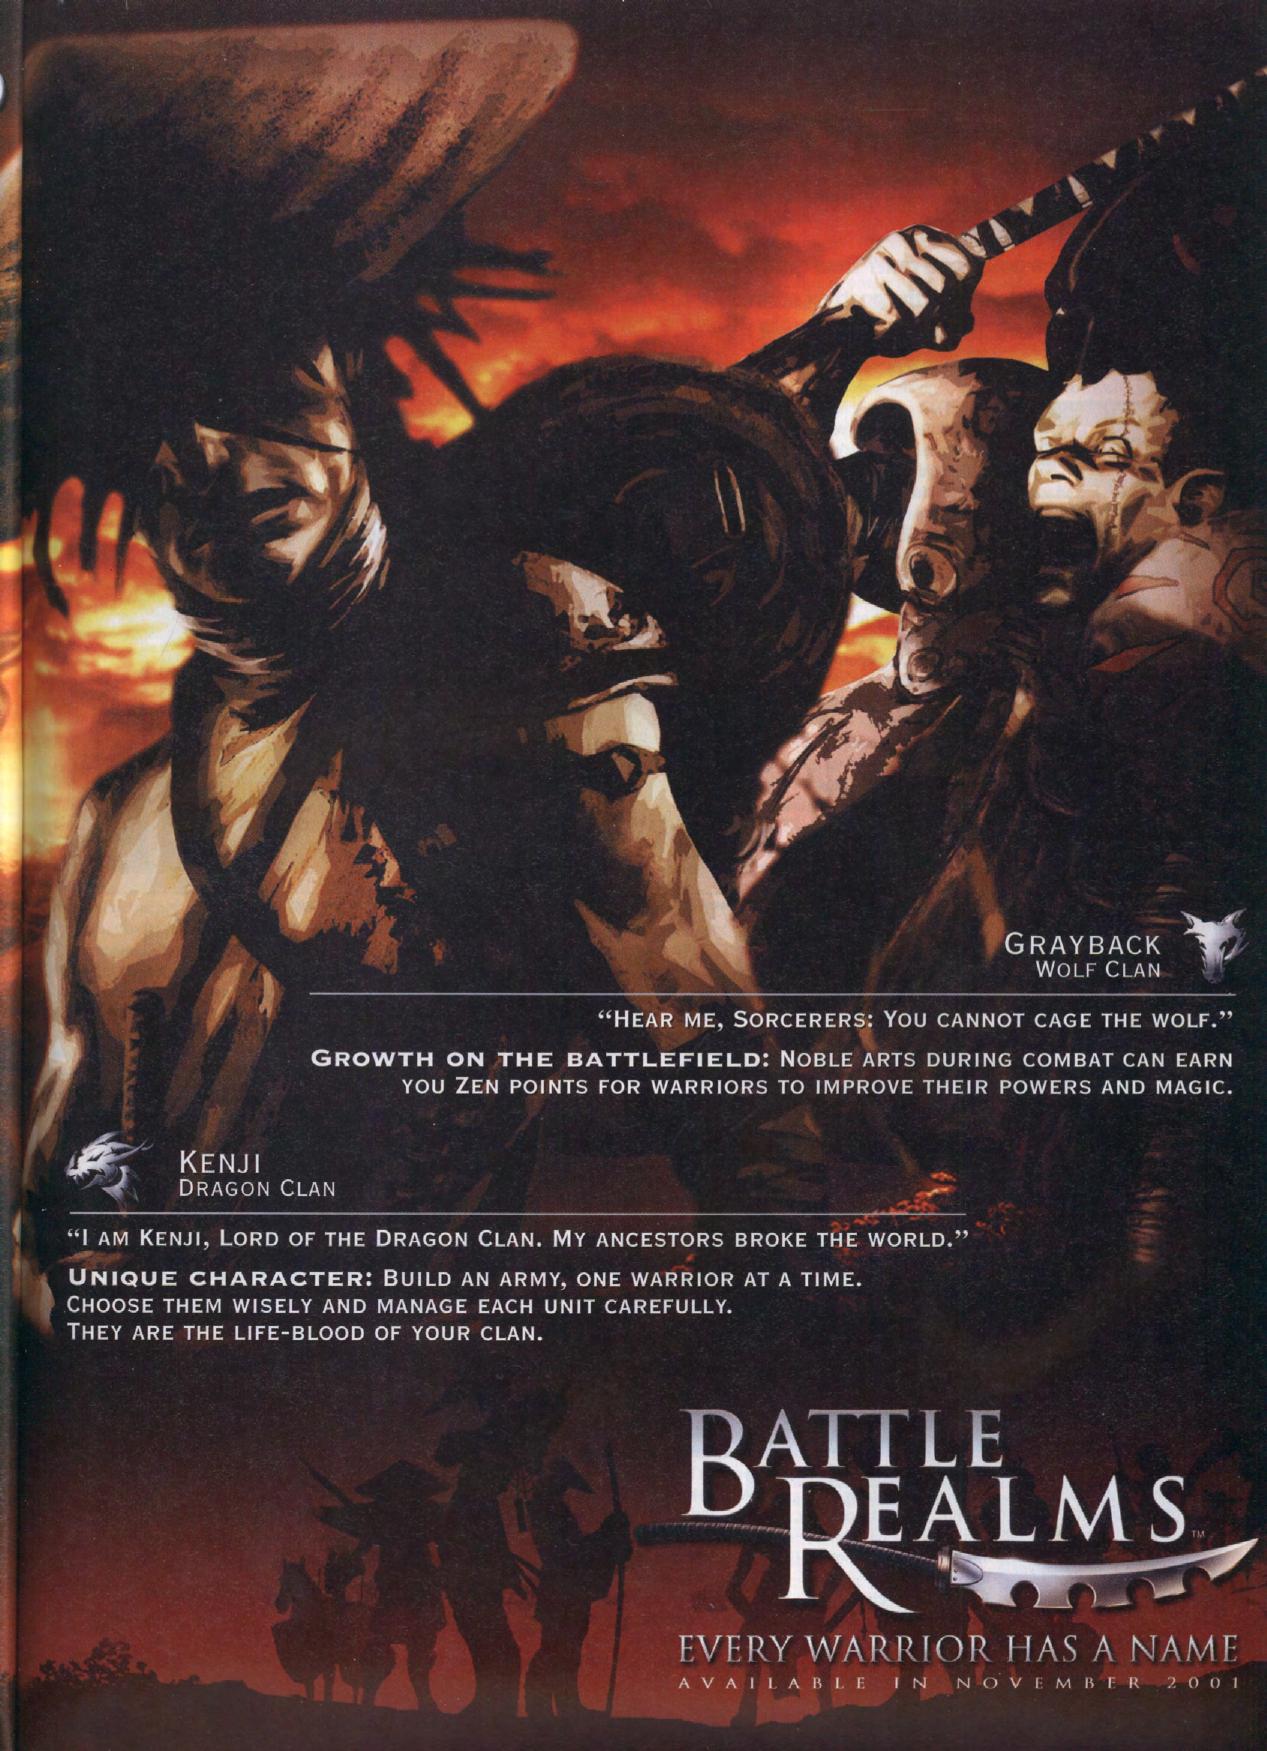 GRAYBACK
WOLF CLAN
“HEAR ME, SORCERERS: YOU CANNOT CAGE THE WOLF.”
GROWTH ON THE BATTLEFIELD: NOBLE ARTS DURING COMBAT CAN EARN
YOU ZEN POINTS FOR WARRIORS TO IMPROVE THEIR POWERS AND MAGIC.
KENJI
DRAGON CLAN
“I AM KENJI, LORD OF THE DRAGON CLAN. MY ANCESTORS BROKE THE WORLD.”
UNIQUE CHARACTER: BUILD AN ARMY, ONE WARRIOR AT A TIME.
CHOOSE THEM WISELY AND MANAGE EACH UNIT CAREFULLY.
THEY ARE THE LIFE-BLOOD OF YOUR CLAN.
BATTLE
REALMS™
EVERY WARRIOR HAS A NAME
AVAILABLE IN NOVEMBER 2001